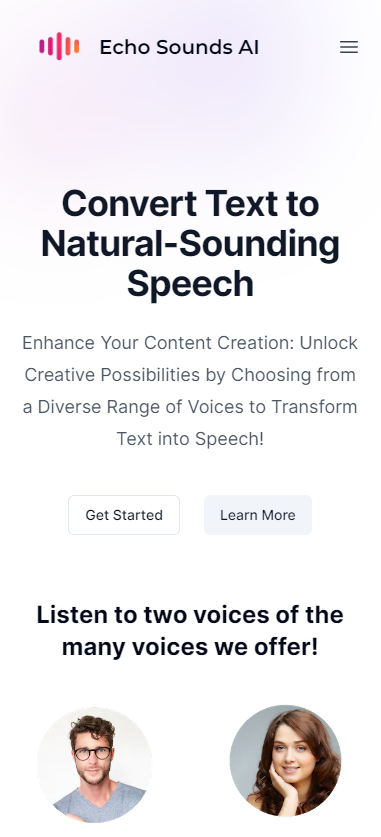 Echo Sounds AI
Convert Text to
Natural-Sounding
Speech
Enhance Your Content Creation: Unlock
Creative Possibilities by Choosing from
a Diverse Range of Voices to Transform
Text into Speech!
Get Started
Learn More
Listen to two voices of the
many voices we offer!